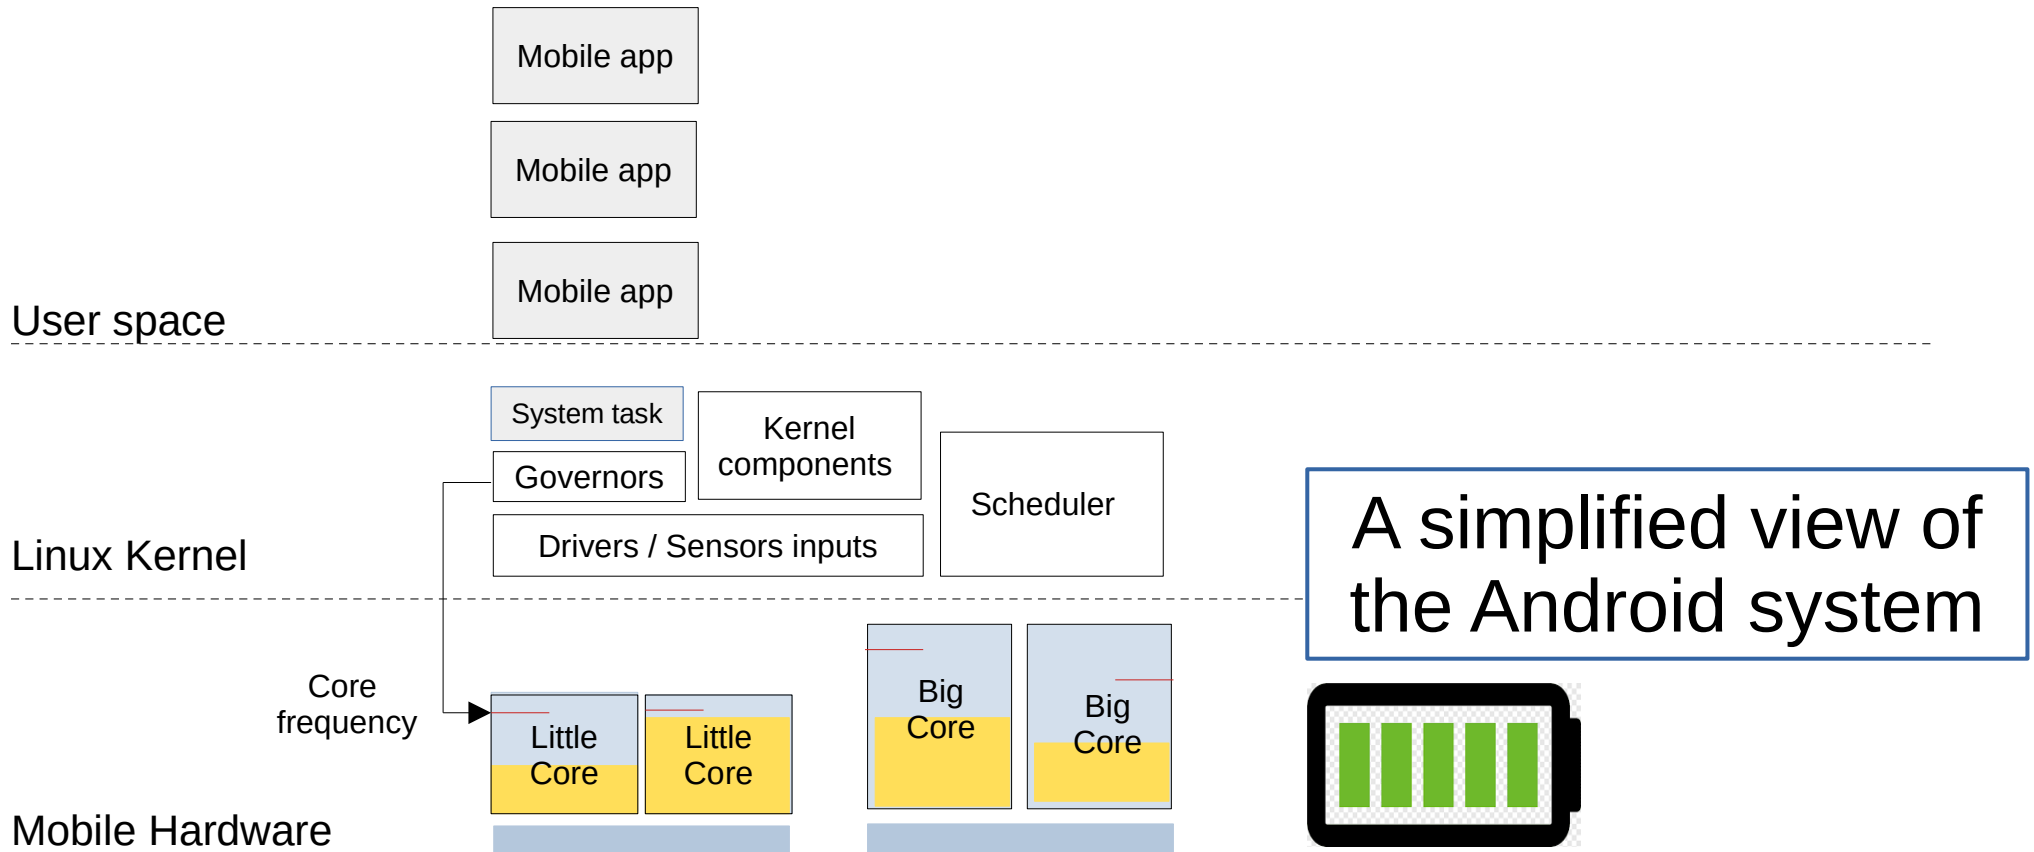 Mobile app
Mobile app
Mobile app
User space
System task
Kernel
components
Governors
Scheduler
Drivers / Sensors inputs
Linux Kernel
A simplified view of
the Android system
Core
frequency
Little
Core
Little
Core
Big
Core
Big
Core
Mobile Hardware